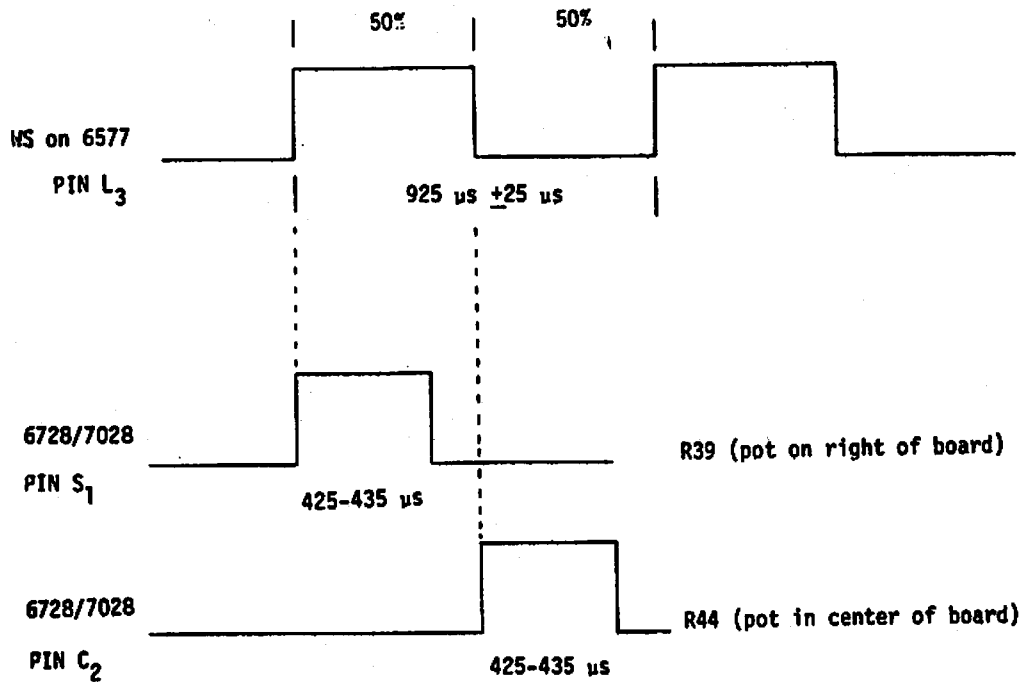 50% 50%
WS on 6577
PIN L3
925 µs ±25 µs
6728/7028
PIN S1
R39 (pot on right of board)
425-435 µs
6728/7028
PIN C2
R44 (pot in center of board)
425-435 µs